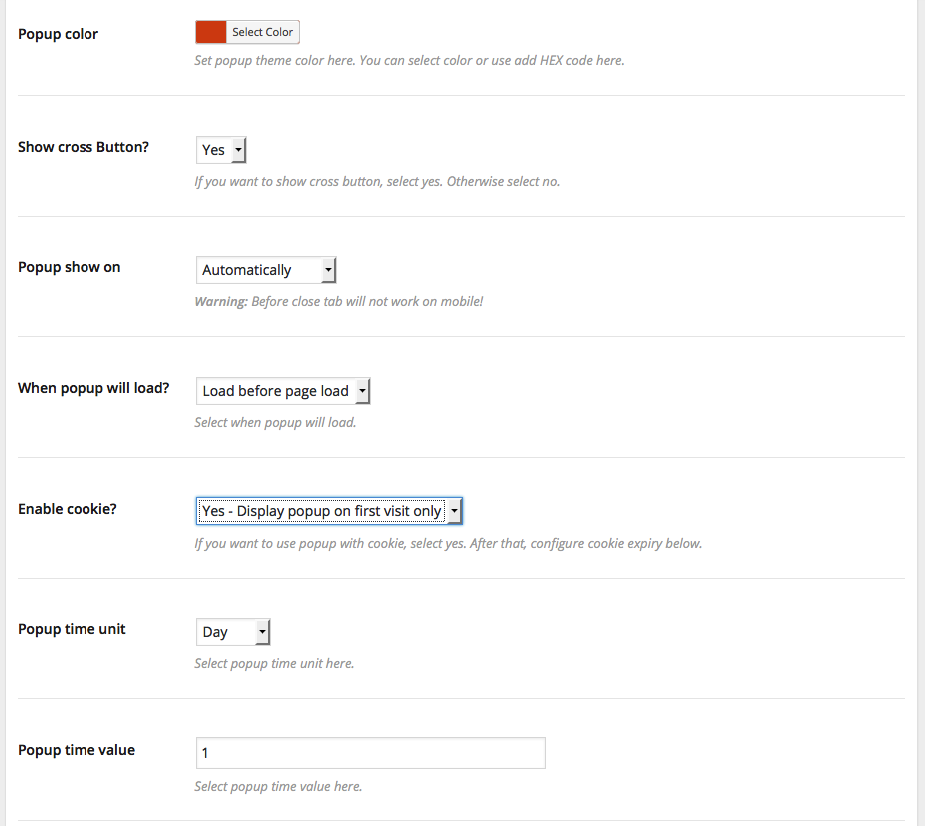 Popup color
Select Color
Set popup theme color here. You can select color or use add HEX code here.
Show cross Button?
Yes
If you want to show cross button, select yes. Otherwise select no.
Popup show on
Automatically
Warning: Before close tab will not work on mobile!
When popup will load?
Load before page load
Select when popup will load.
Enable cookie?
Yes - Display popup on first visit only
If you want to use popup with cookie, select yes. After that, configure cookie expiry below.
Popup time unit
Day
Select popup time unit here.
Popup time value
1
Select popup time value here.